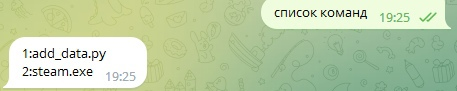 список команд
19:25
1:add_data.py
2:steam.exe
19:25